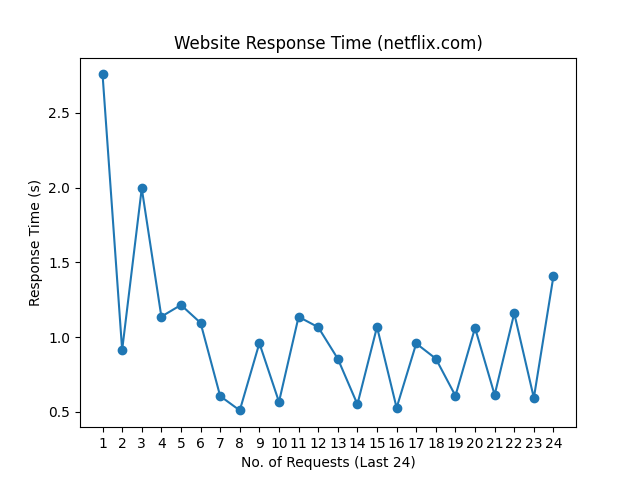 Website Response Time (netflix.com)
Response Time (s)
2.5
2.0
1.5
1.0
0.5
1 2 3 4 5 6 7 8 9 10 11 12 13 14 15 16 17 18 19 20 21 22 23 24
No. of Requests (Last 24)